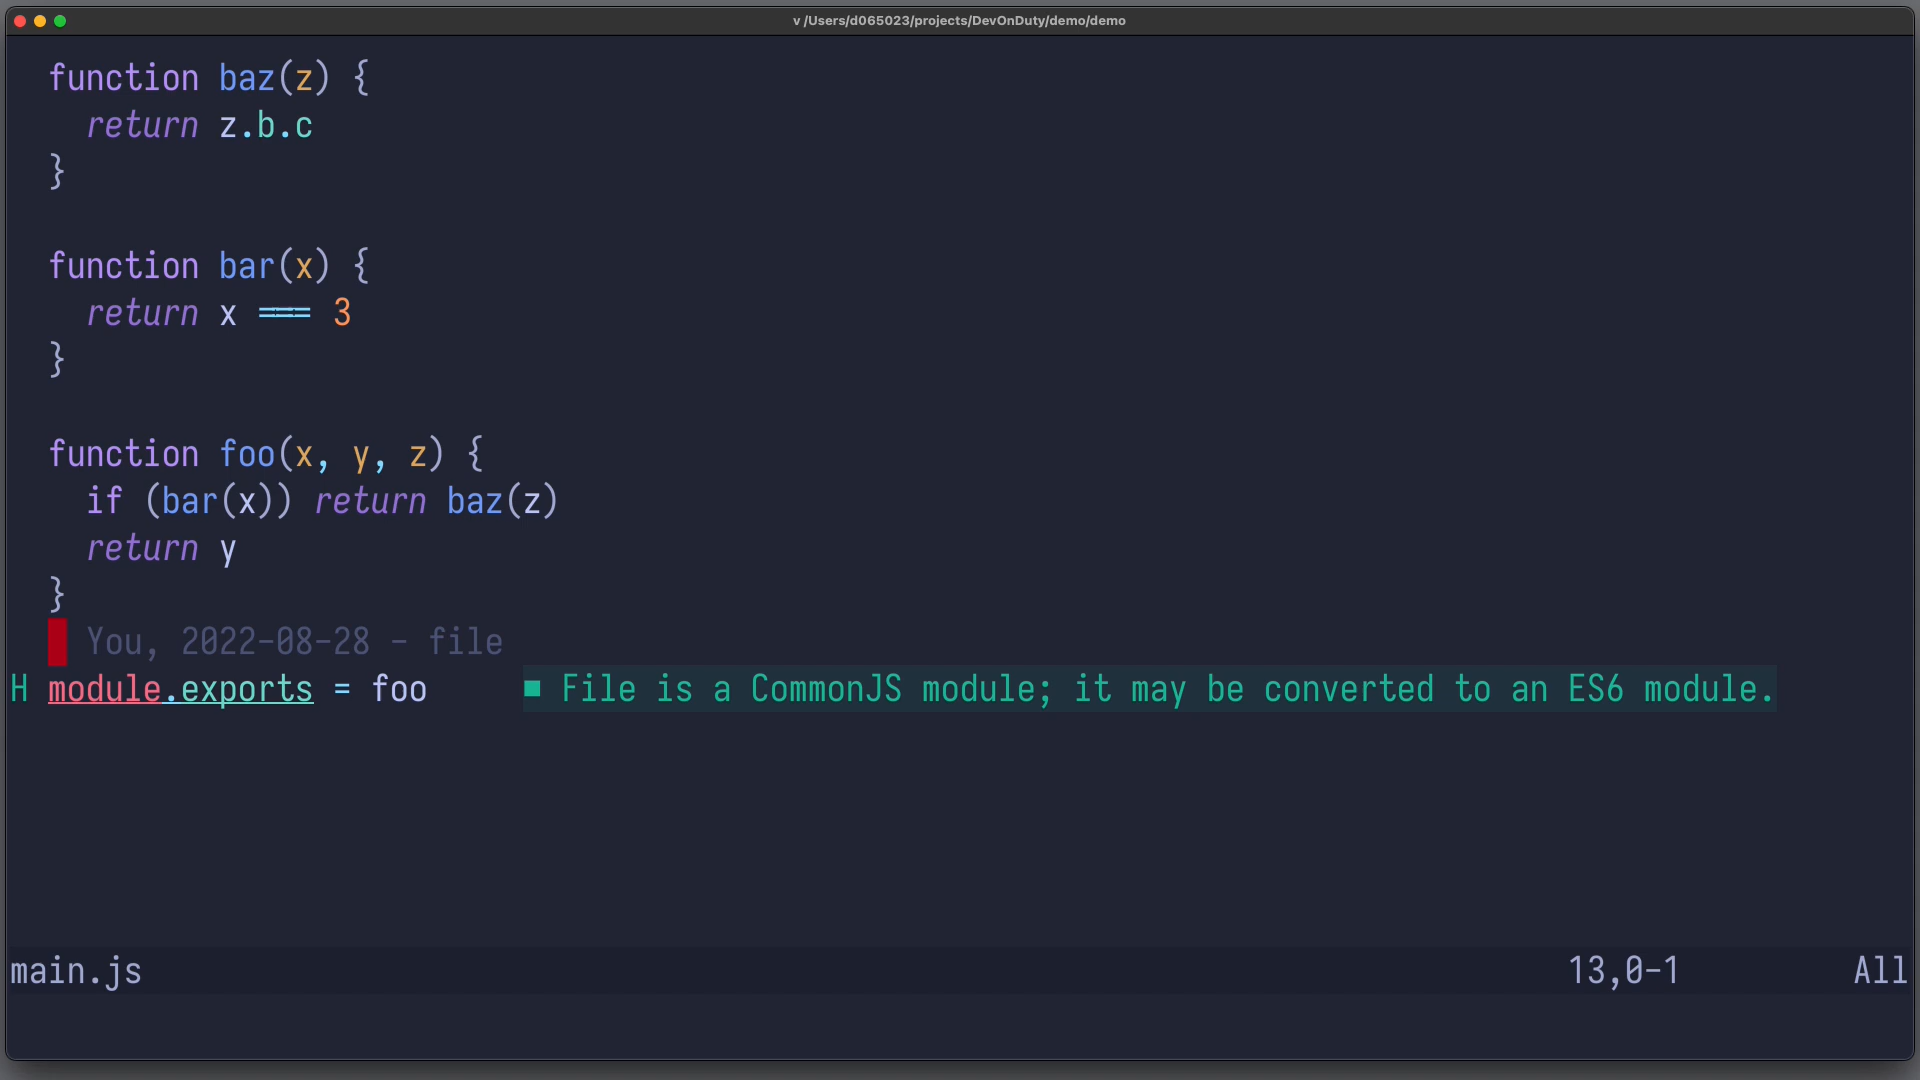 v /Users/d065023/projects/DevOnDuty/demo/demo
function baz(z) {
  return z.b.c
}
function bar(x) {
  return x === 3
}
function foo(x, y, z) {
  if (bar(x)) return baz(z)
  return y
}
You, 2022-08-28 - file
H module.exports = foo ■ File is a CommonJS module; it may be converted to an ES6 module.
main.js 13,0-1 All